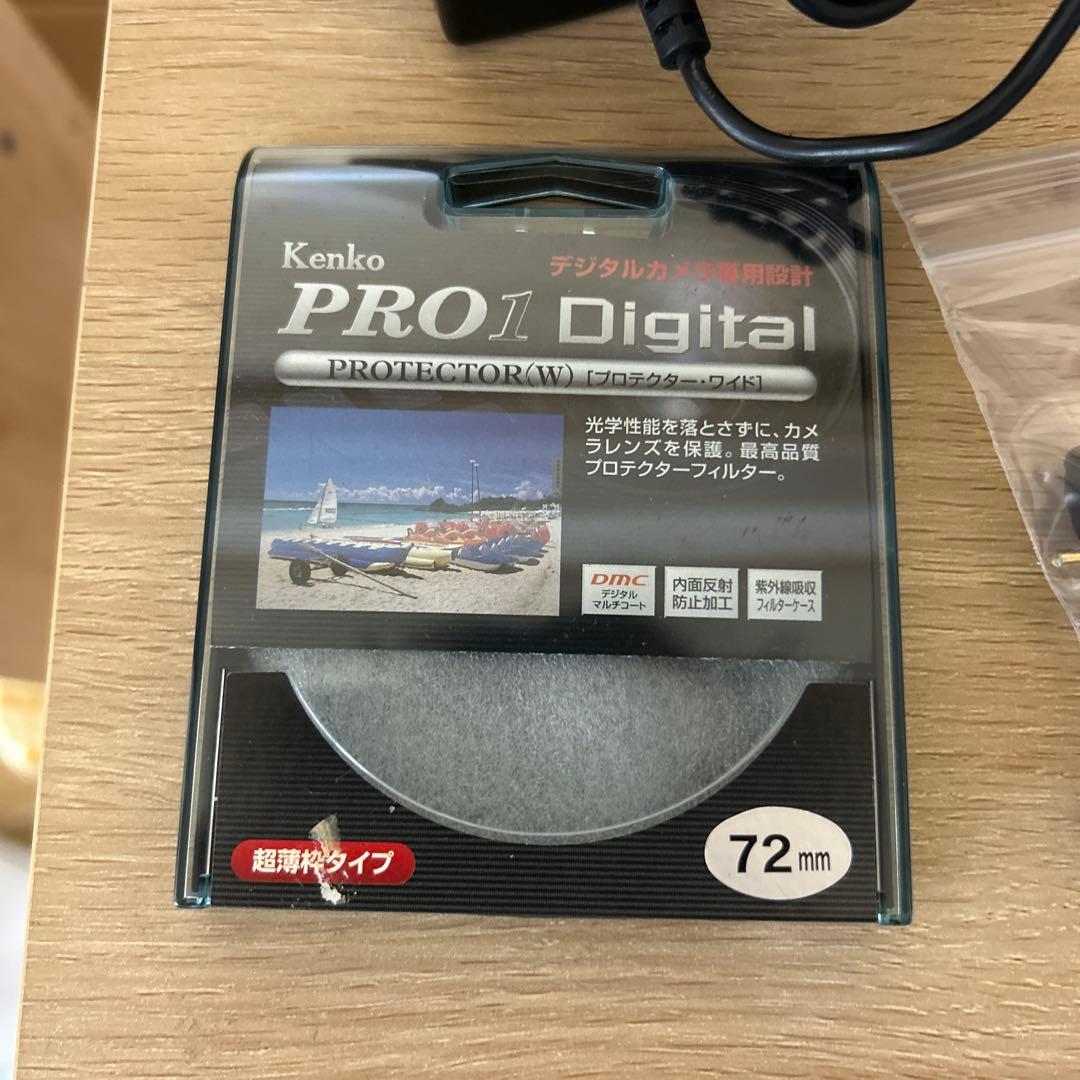 Kenko
デジタルカメラ専用設計
PRO1 Digital
PROTECTOR(W) [プロテクター・ワイド]
光学性能を落とさずに、カメ
ラレンズを保護。最高品質
プロテクターフィルター。
DMC
デジタル
マルチコート
内面反射
防止加工
紫外線吸収
フィルターケース
超薄枠タイプ
72mm